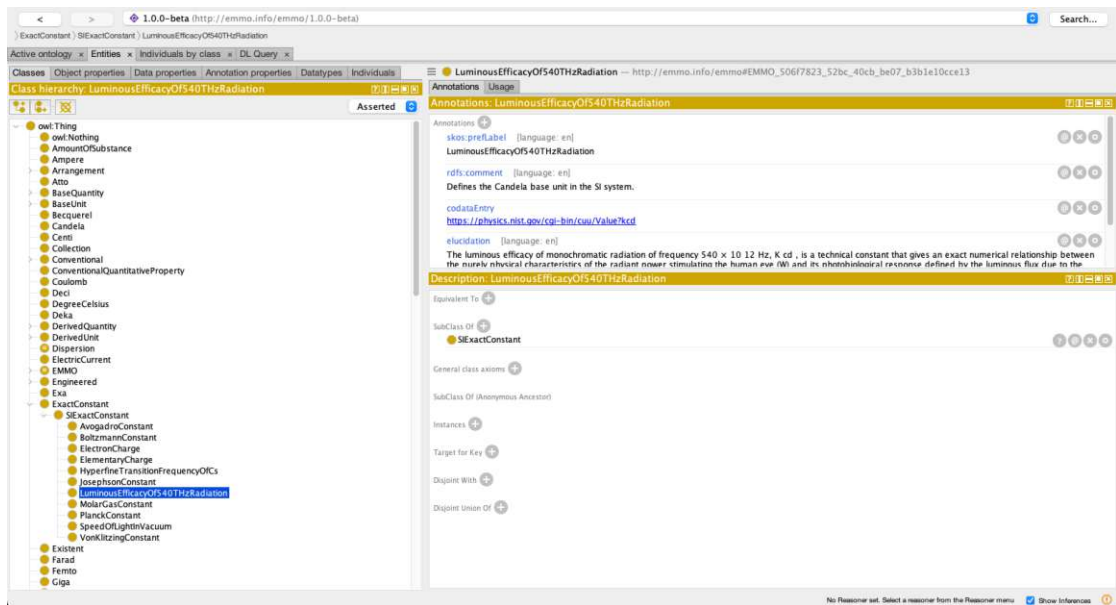 < > 1.0.0-beta (http://emmo.info/emmo/1.0.0-beta) Search...
ExactConstant SIExactConstant LuminousEfficacyOf540THzRadiation
Active ontology × Entities × Individuals by class × DL Query ×
Classes Object properties Data properties Annotation properties Datatypes Individuals
Class hierarchy: LuminousEfficacyOf540THzRadiation
Asserted
owl:Thing
owl:Nothing
AmountOfSubstance
Ampere
Arrangement
Atto
BaseQuantity
BaseUnit
Becquerel
Candela
Centi
Collection
Conventional
ConventionalQuantitativeProperty
Coulomb
Deci
DegreeCelsius
Deka
DerivedQuantity
DerivedUnit
Dispersion
ElectricCurrent
EMMO
Engineered
Exa
ExactConstant
SIExactConstant
AvogadroConstant
BoltzmannConstant
ElectronCharge
ElementaryCharge
HyperfineTransitionFrequencyOfCs
JosephsonConstant
LuminousEfficacyOf540THzRadiation
MolarGasConstant
PlanckConstant
SpeedOfLightInVacuum
VonKlitzingConstant
Existent
Farad
Femto
Giga
LuminousEfficacyOf540THzRadiation — http://emmo.info/emmo#EMMO_506f7823_52bc_40cb_be07_b3b1e10cce13
Annotations Usage
Annotations: LuminousEfficacyOf540THzRadiation
Annotations
skos:prefLabel [language: en]
LuminousEfficacyOf540THzRadiation
rdfs:comment [language: en]
Defines the Candela base unit in the SI system.
codataEntry
https://physics.nist.gov/cgi-bin/cuu/Value?kcd
elucidation [language: en]
The luminous efficacy of monochromatic radiation of frequency 540 × 10 12 Hz, K cd , is a technical constant that gives an exact numerical relationship between
the purely physical characteristics of the radiant power stimulating the human eye (W) and its photobiological response defined by the luminous flux due to the
Description: LuminousEfficacyOf540THzRadiation
Equivalent To
SubClass Of
SIExactConstant
General class axioms
SubClass Of (Anonymous Ancestor)
Instances
Target for Key
Disjoint With
Disjoint Union Of
No Reasoner set. Select a reasoner from the Reasoner menu Show Inferences